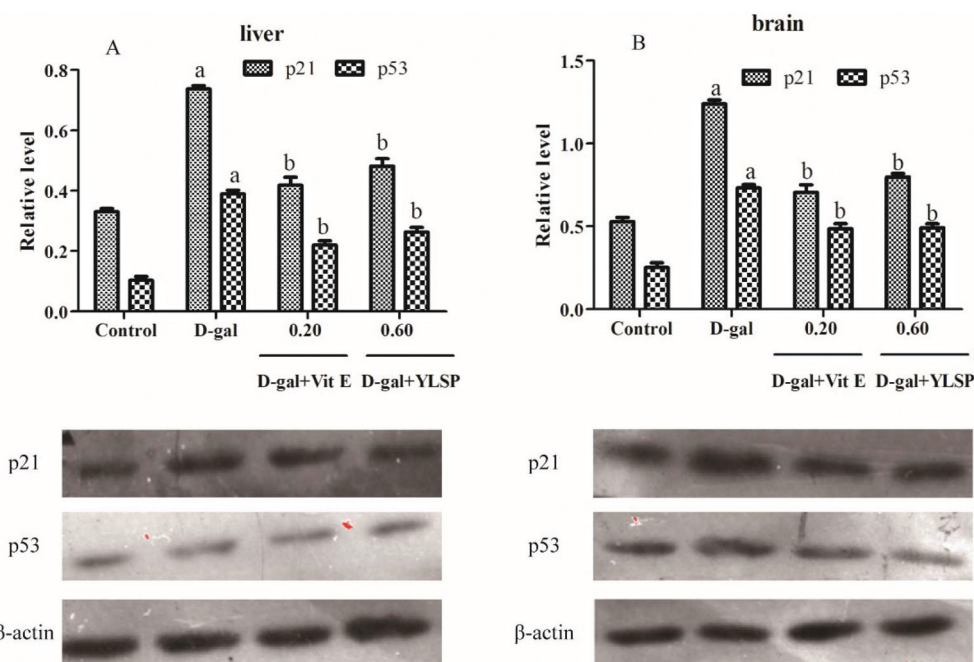 liver
A
p21 p53
0.8
0.6
0.4
0.2
0.0
Relative level
a
a
b
b
b
b
Control D-gal 0.20 0.60
D-gal+Vit E D-gal+YLSP
p21
p53
β-actin
brain
B
p21 p53
1.5
1.0
0.5
0.0
Relative level
a
a
b
b
b
b
Control D-gal 0.20 0.60
D-gal+Vit E D-gal+YLSP
p21
p53
β-actin